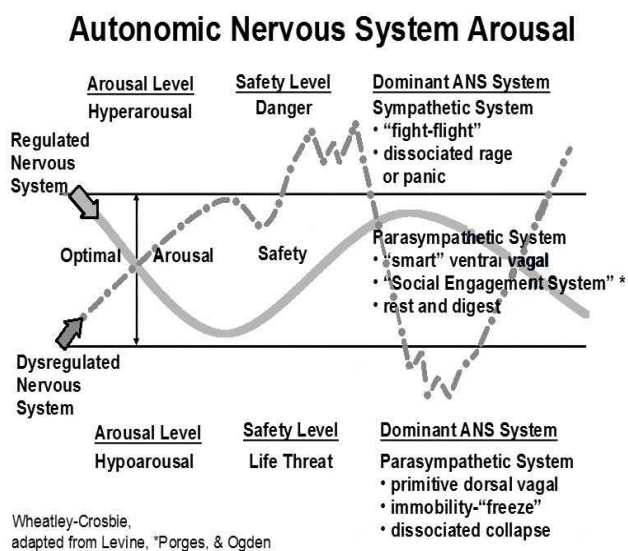 Autonomic Nervous System Arousal
Arousal Level
Hyperarousal
Safety Level
Danger
Dominant ANS System
Sympathetic System
• “fight-flight”
• dissociated rage
or panic
Regulated
Nervous
System
Optimal
Arousal
Safety
Parasympathetic System
• “smart” ventral vagal
• “Social Engagement System” *
• rest and digest
Dysregulated
Nervous
System
Arousal Level
Hypoarousal
Safety Level
Life Threat
Dominant ANS System
Parasympathetic System
• primitive dorsal vagal
• immobility-“freeze”
• dissociated collapse
Wheatley-Crosbie,
adapted from Levine, *Porges, & Ogden